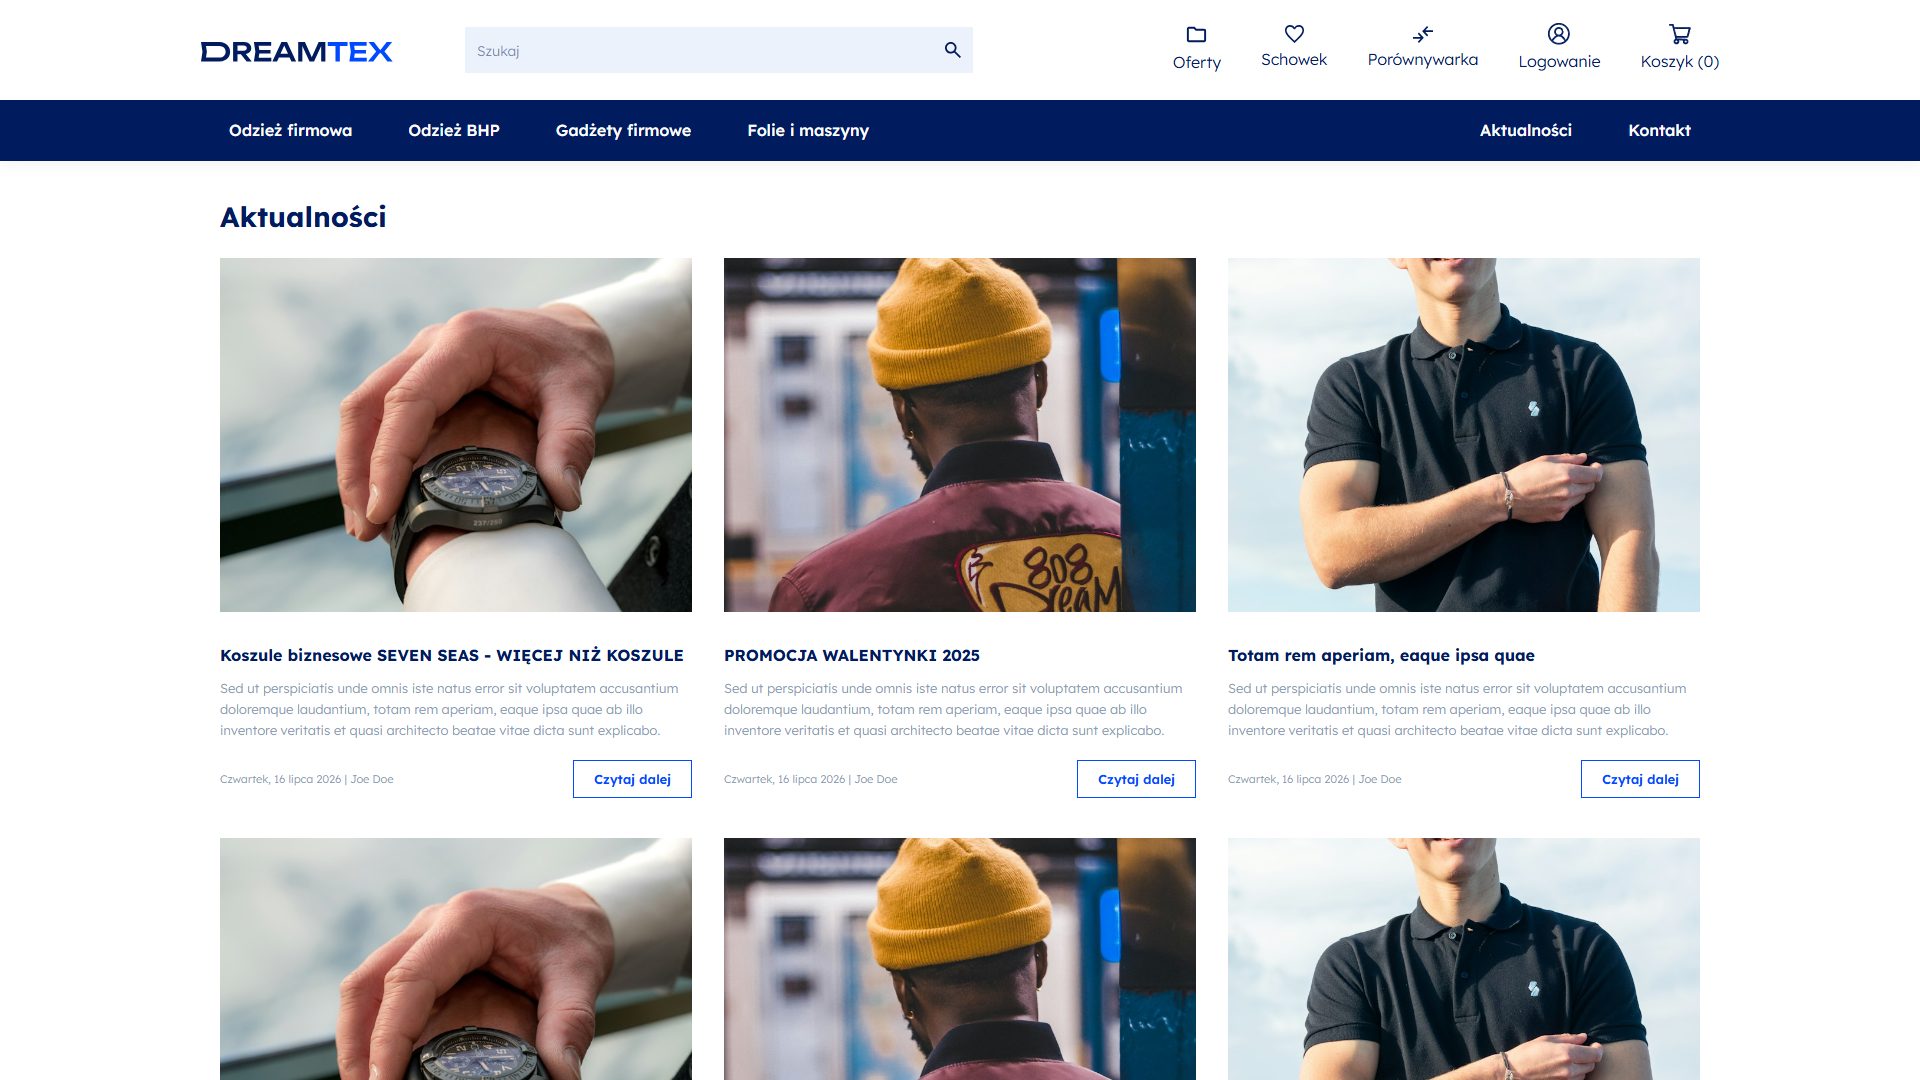 DREAMTEX
Szukaj
Oferty
Schowek
Porównywarka
Logowanie
Koszyk (0)
Odzież firmowa
Odzież BHP
Gadżety firmowe
Folie i maszyny
Aktualności
Kontakt
Aktualności
237/250
808
DreaM
Koszule biznesowe SEVEN SEAS - WIĘCEJ NIŻ KOSZULE
Sed ut perspiciatis unde omnis iste natus error sit voluptatem accusantium
doloremque laudantium, totam rem aperiam, eaque ipsa quae ab illo
inventore veritatis et quasi architecto beatae vitae dicta sunt explicabo.
Czwartek, 16 lipca 2026 | Joe Doe
Czytaj dalej
PROMOCJA WALENTYNKI 2025
Sed ut perspiciatis unde omnis iste natus error sit voluptatem accusantium
doloremque laudantium, totam rem aperiam, eaque ipsa quae ab illo
inventore veritatis et quasi architecto beatae vitae dicta sunt explicabo.
Czwartek, 16 lipca 2026 | Joe Doe
Czytaj dalej
Totam rem aperiam, eaque ipsa quae
Sed ut perspiciatis unde omnis iste natus error sit voluptatem accusantium
doloremque laudantium, totam rem aperiam, eaque ipsa quae ab illo
inventore veritatis et quasi architecto beatae vitae dicta sunt explicabo.
Czwartek, 16 lipca 2026 | Joe Doe
Czytaj dalej